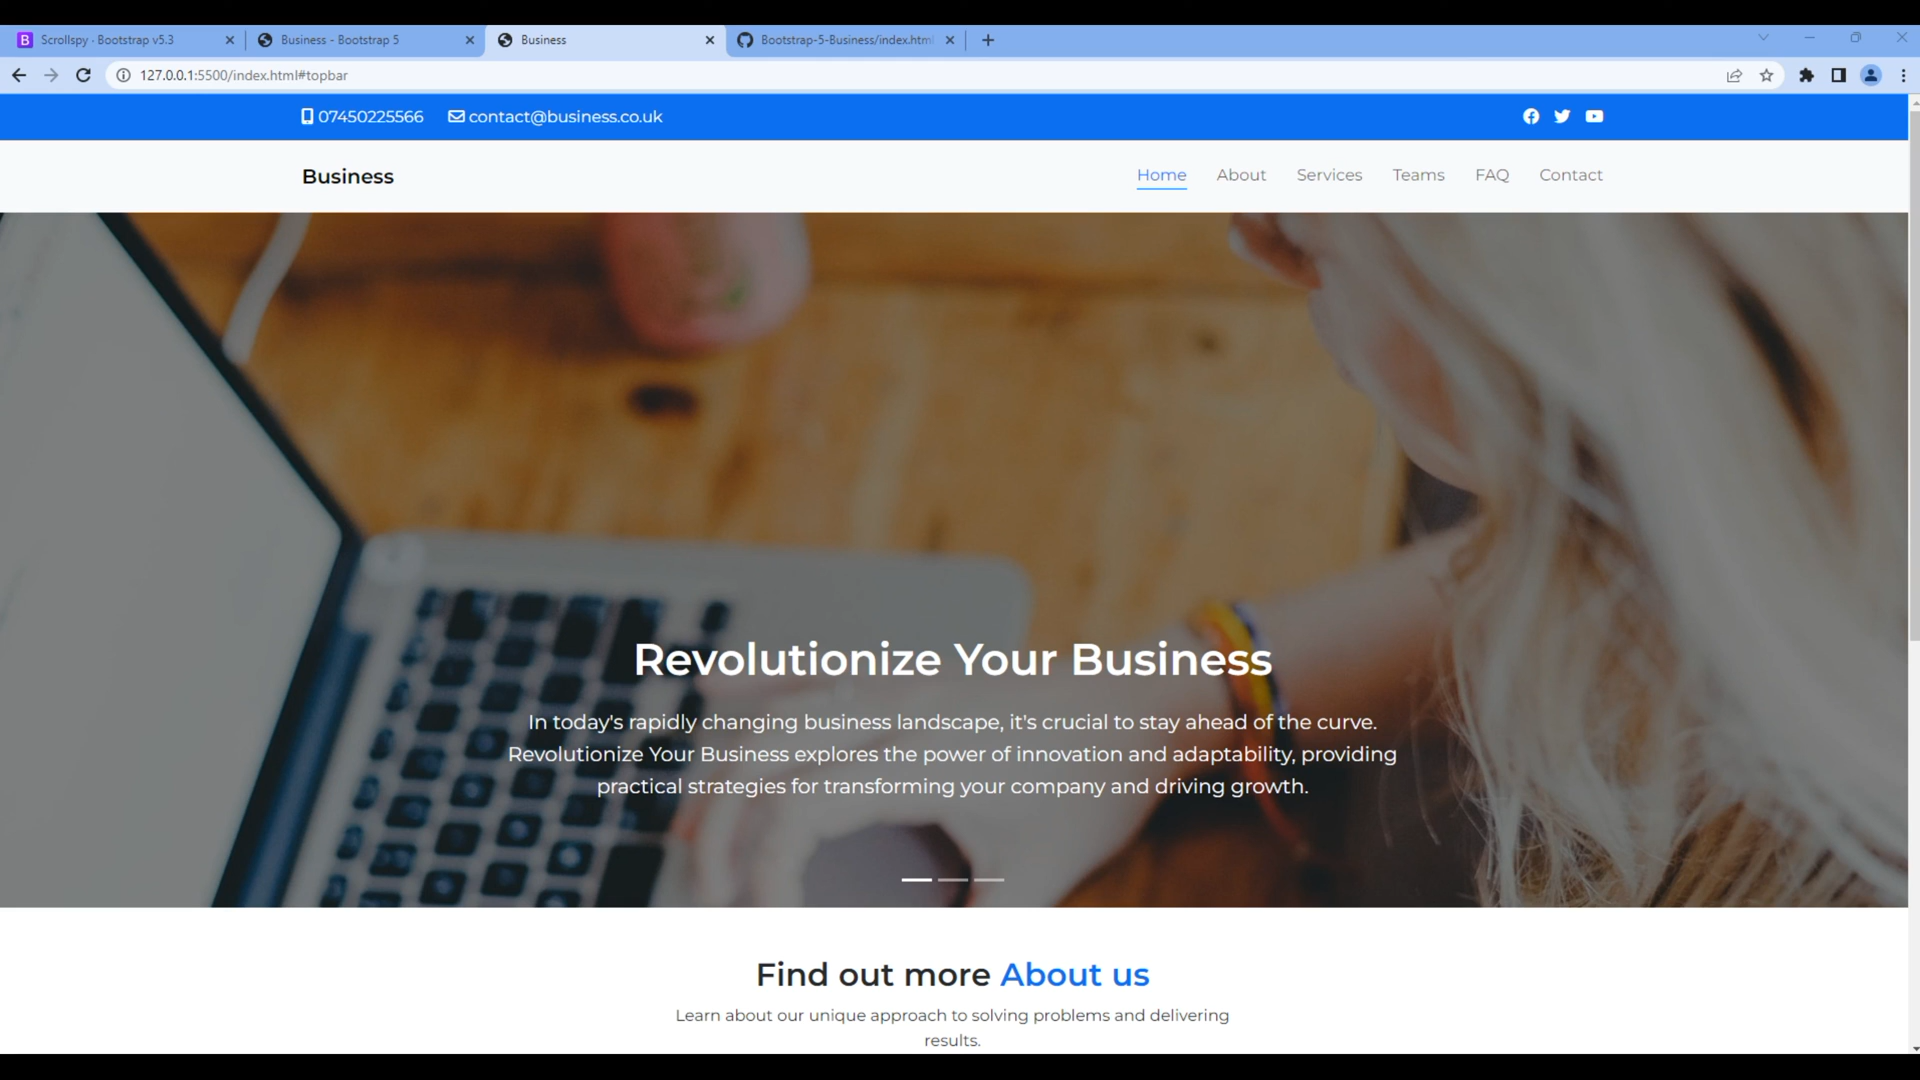 Scrollspy · Bootstrap v5.3
Business - Bootstrap 5
Business
Bootstrap-5-Business/index.html
127.0.0.1:5500/index.html#topbar
07450225566
contact@business.co.uk
Business
Home
About
Services
Teams
FAQ
Contact
Revolutionize Your Business
In today's rapidly changing business landscape, it's crucial to stay ahead of the curve.
Revolutionize Your Business explores the power of innovation and adaptability, providing
practical strategies for transforming your company and driving growth.
Find out more About us
Learn about our unique approach to solving problems and delivering
results.